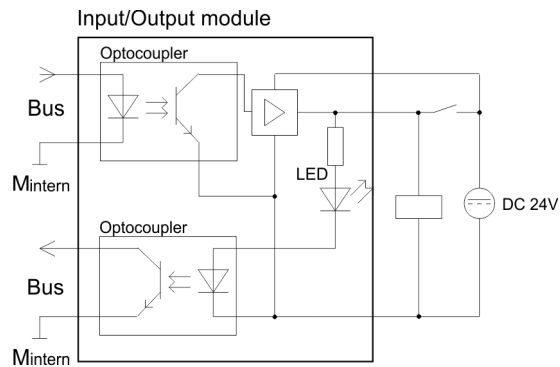 Input/Output module
Optocoupler
Bus
Mintern
LED
DC 24V
Optocoupler
Bus
Mintern